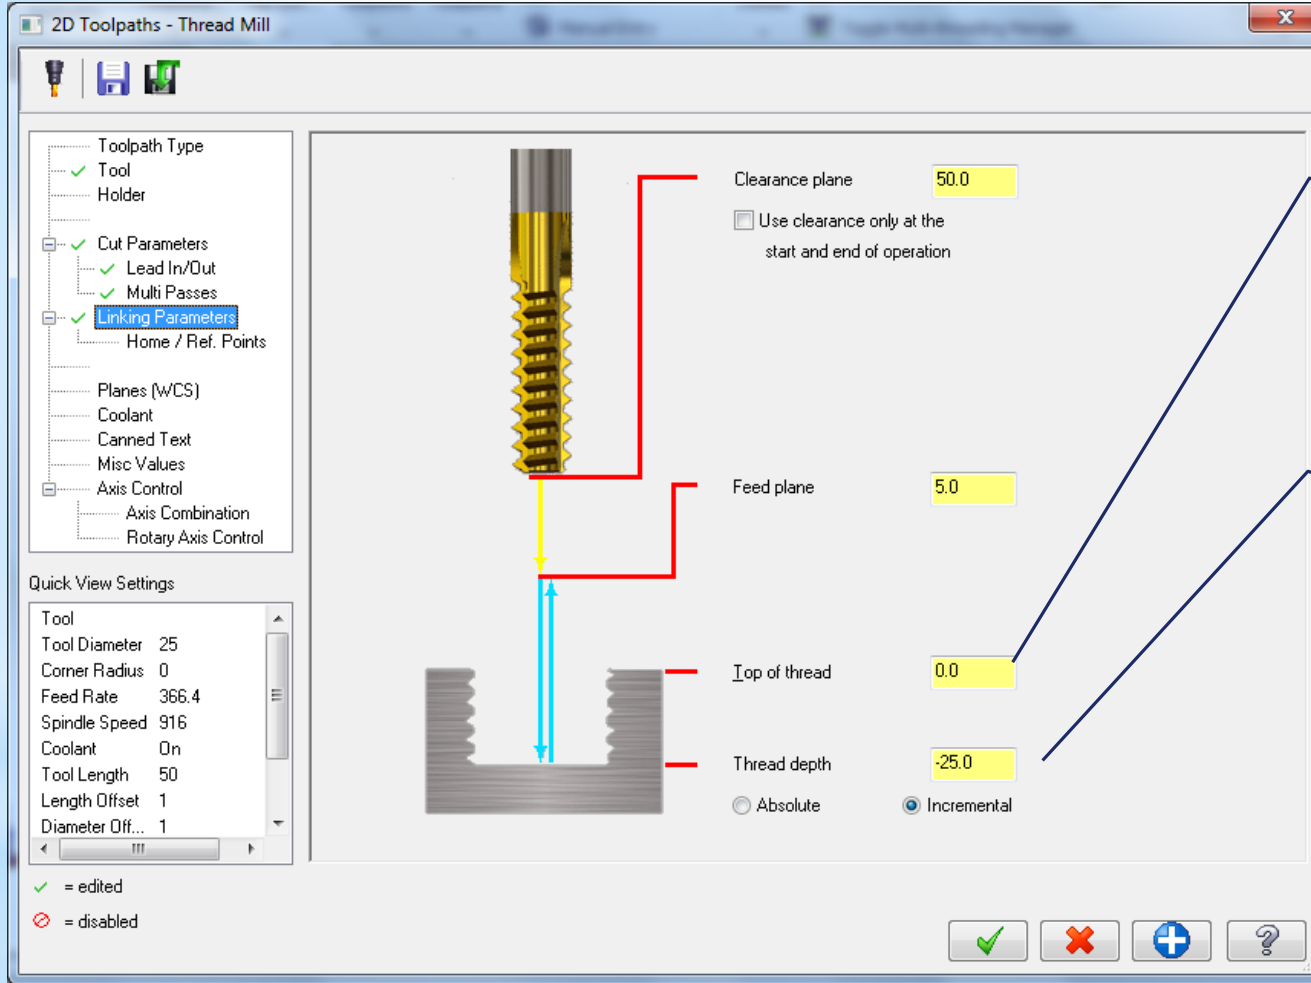 2D Toolpaths - Thread Mill
Manual Entry
Toolpath Type
Tool
Holder
Cut Parameters
Lead In/Out
Multi Passes
Linking Parameters
Home / Ref. Points
Planes (WCS)
Coolant
Canned Text
Misc Values
Axis Control
Axis Combination
Rotary Axis Control
Quick View Settings
Tool
Tool Diameter 25
Corner Radius 0
Feed Rate 366.4
Spindle Speed 916
Coolant On
Tool Length 50
Length Offset 1
Diameter Off... 1
= edited
= disabled
Clearance plane 50.0
Use clearance only at the
start and end of operation
Feed plane 5.0
Top of thread 0.0
Thread depth -25.0
Absolute Incremental